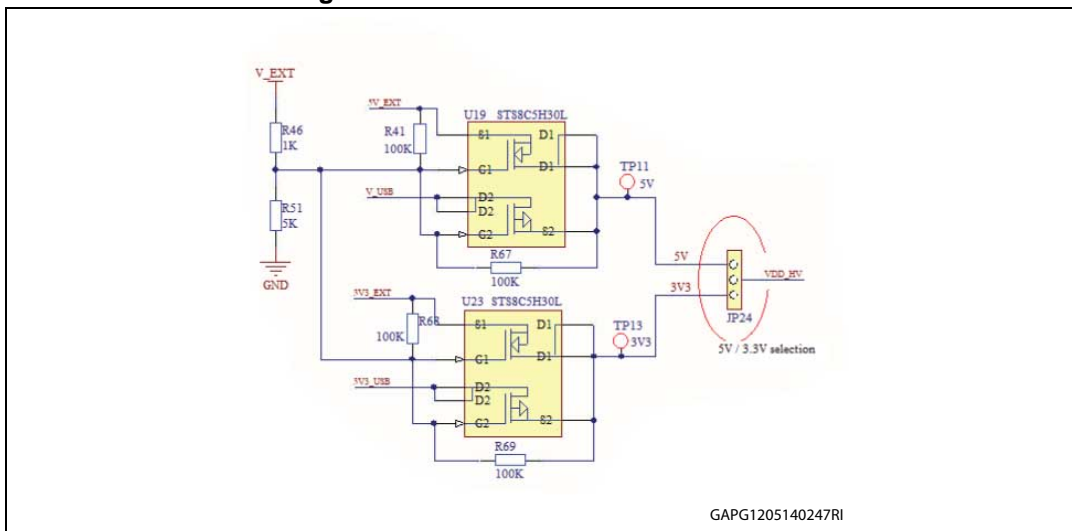 V_EXT
R46
1K
R51
5K
GND
5V_EXT
R41
100K
U19 STS8C5H30L
S1
D1
G1
D1
V_USB
D2
D2
G2
S2
R67
100K
TP11
5V
3V3_EXT
R68
100K
U23 STS8C5H30L
S1
D1
G1
D1
3V3_USB
D2
D2
G2
S2
R69
100K
TP13
3V3
5V
3V3
VDD_HV
JP24
5V / 3.3V selection
GAPG1205140247RI